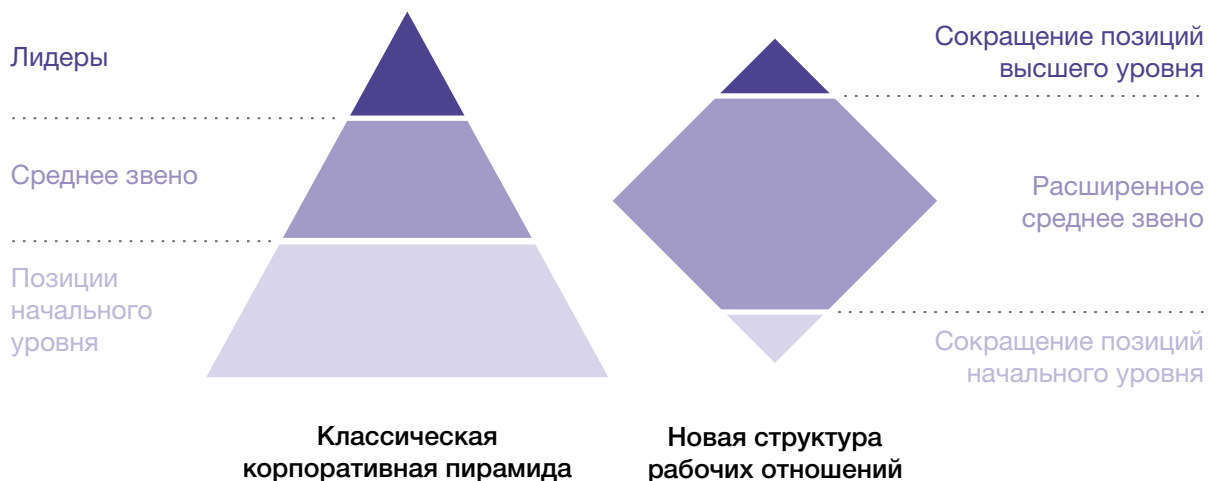 Лидеры
Среднее звено
Позиции
начального
уровня
Классическая
корпоративная пирамида
Сокращение позиций
высшего уровня
Расширенное
среднее звено
Сокращение позиций
начального уровня
Новая структура
рабочих отношений